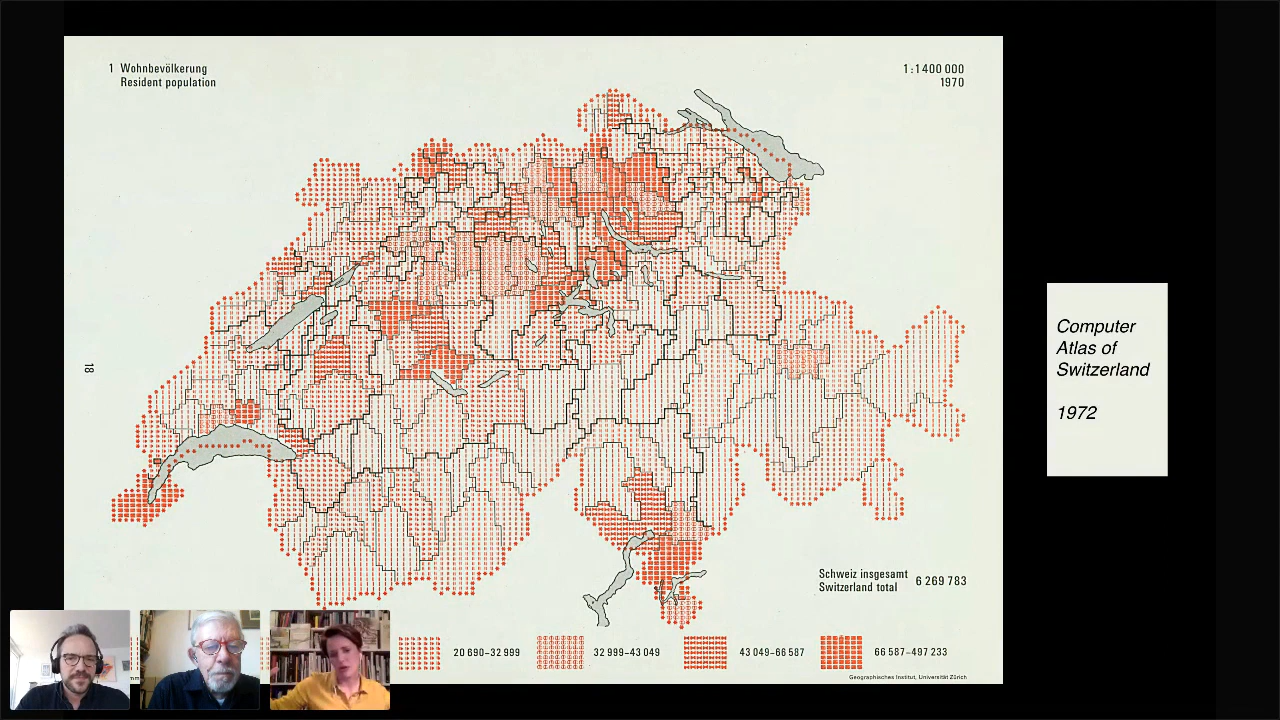 1 Wohnbevölkerung
Resident population
1:1400 000
1970
18
Computer
Atlas of
Switzerland
1972
Schweiz insgesamt
Switzerland total
6 269 783
20 690–32 999
32 999–43 049
43 049–66 587
66 587–497 233
Geographisches Institut, Universität Zürich